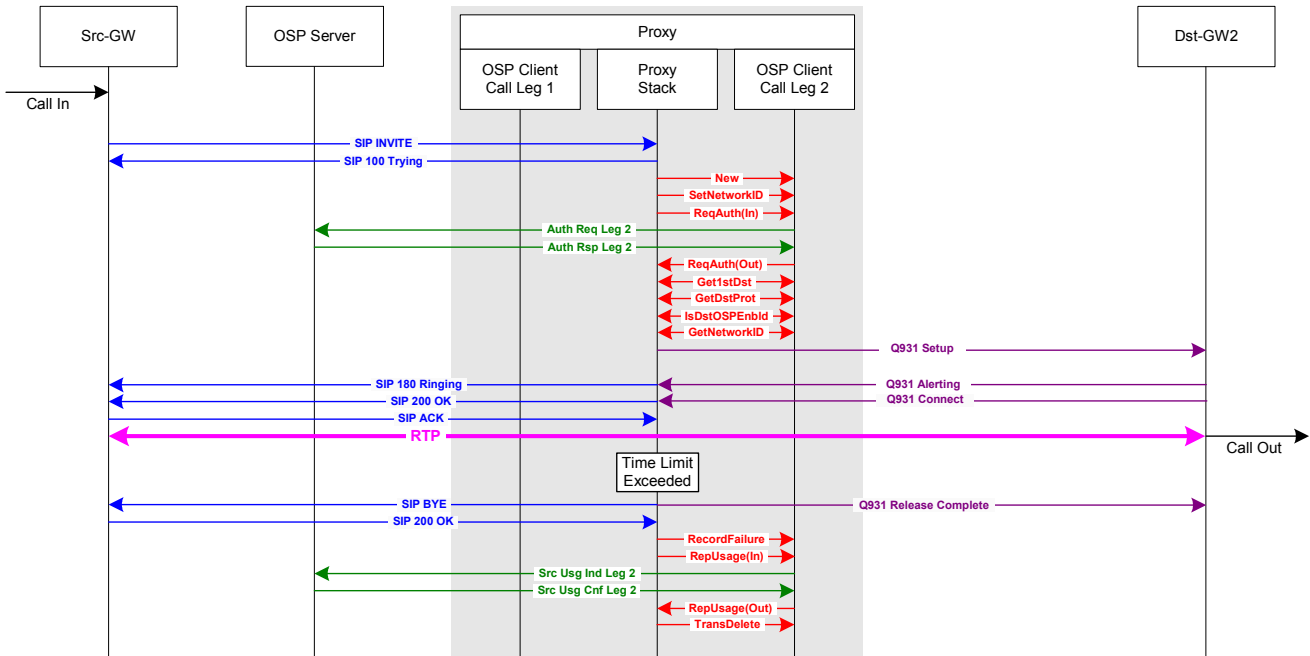 Src-GW
OSP Server
Proxy
Dst-GW2
OSP Client
Call Leg 1
Proxy
Stack
OSP Client
Call Leg 2
Call In
SIP INVITE
SIP 100 Trying
New
SetNetworkID
ReqAuth(In)
Auth Req Leg 2
Auth Rsp Leg 2
ReqAuth(Out)
Get1stDst
GetDstProt
IsDstOSPEnbld
GetNetworkID
Q931 Setup
SIP 180 Ringing
Q931 Alerting
SIP 200 OK
Q931 Connect
SIP ACK
RTP
Call Out
Time Limit
Exceeded
SIP BYE
Q931 Release Complete
SIP 200 OK
RecordFailure
RepUsage(In)
Src Usg Ind Leg 2
Src Usg Cnf Leg 2
RepUsage(Out)
TransDelete